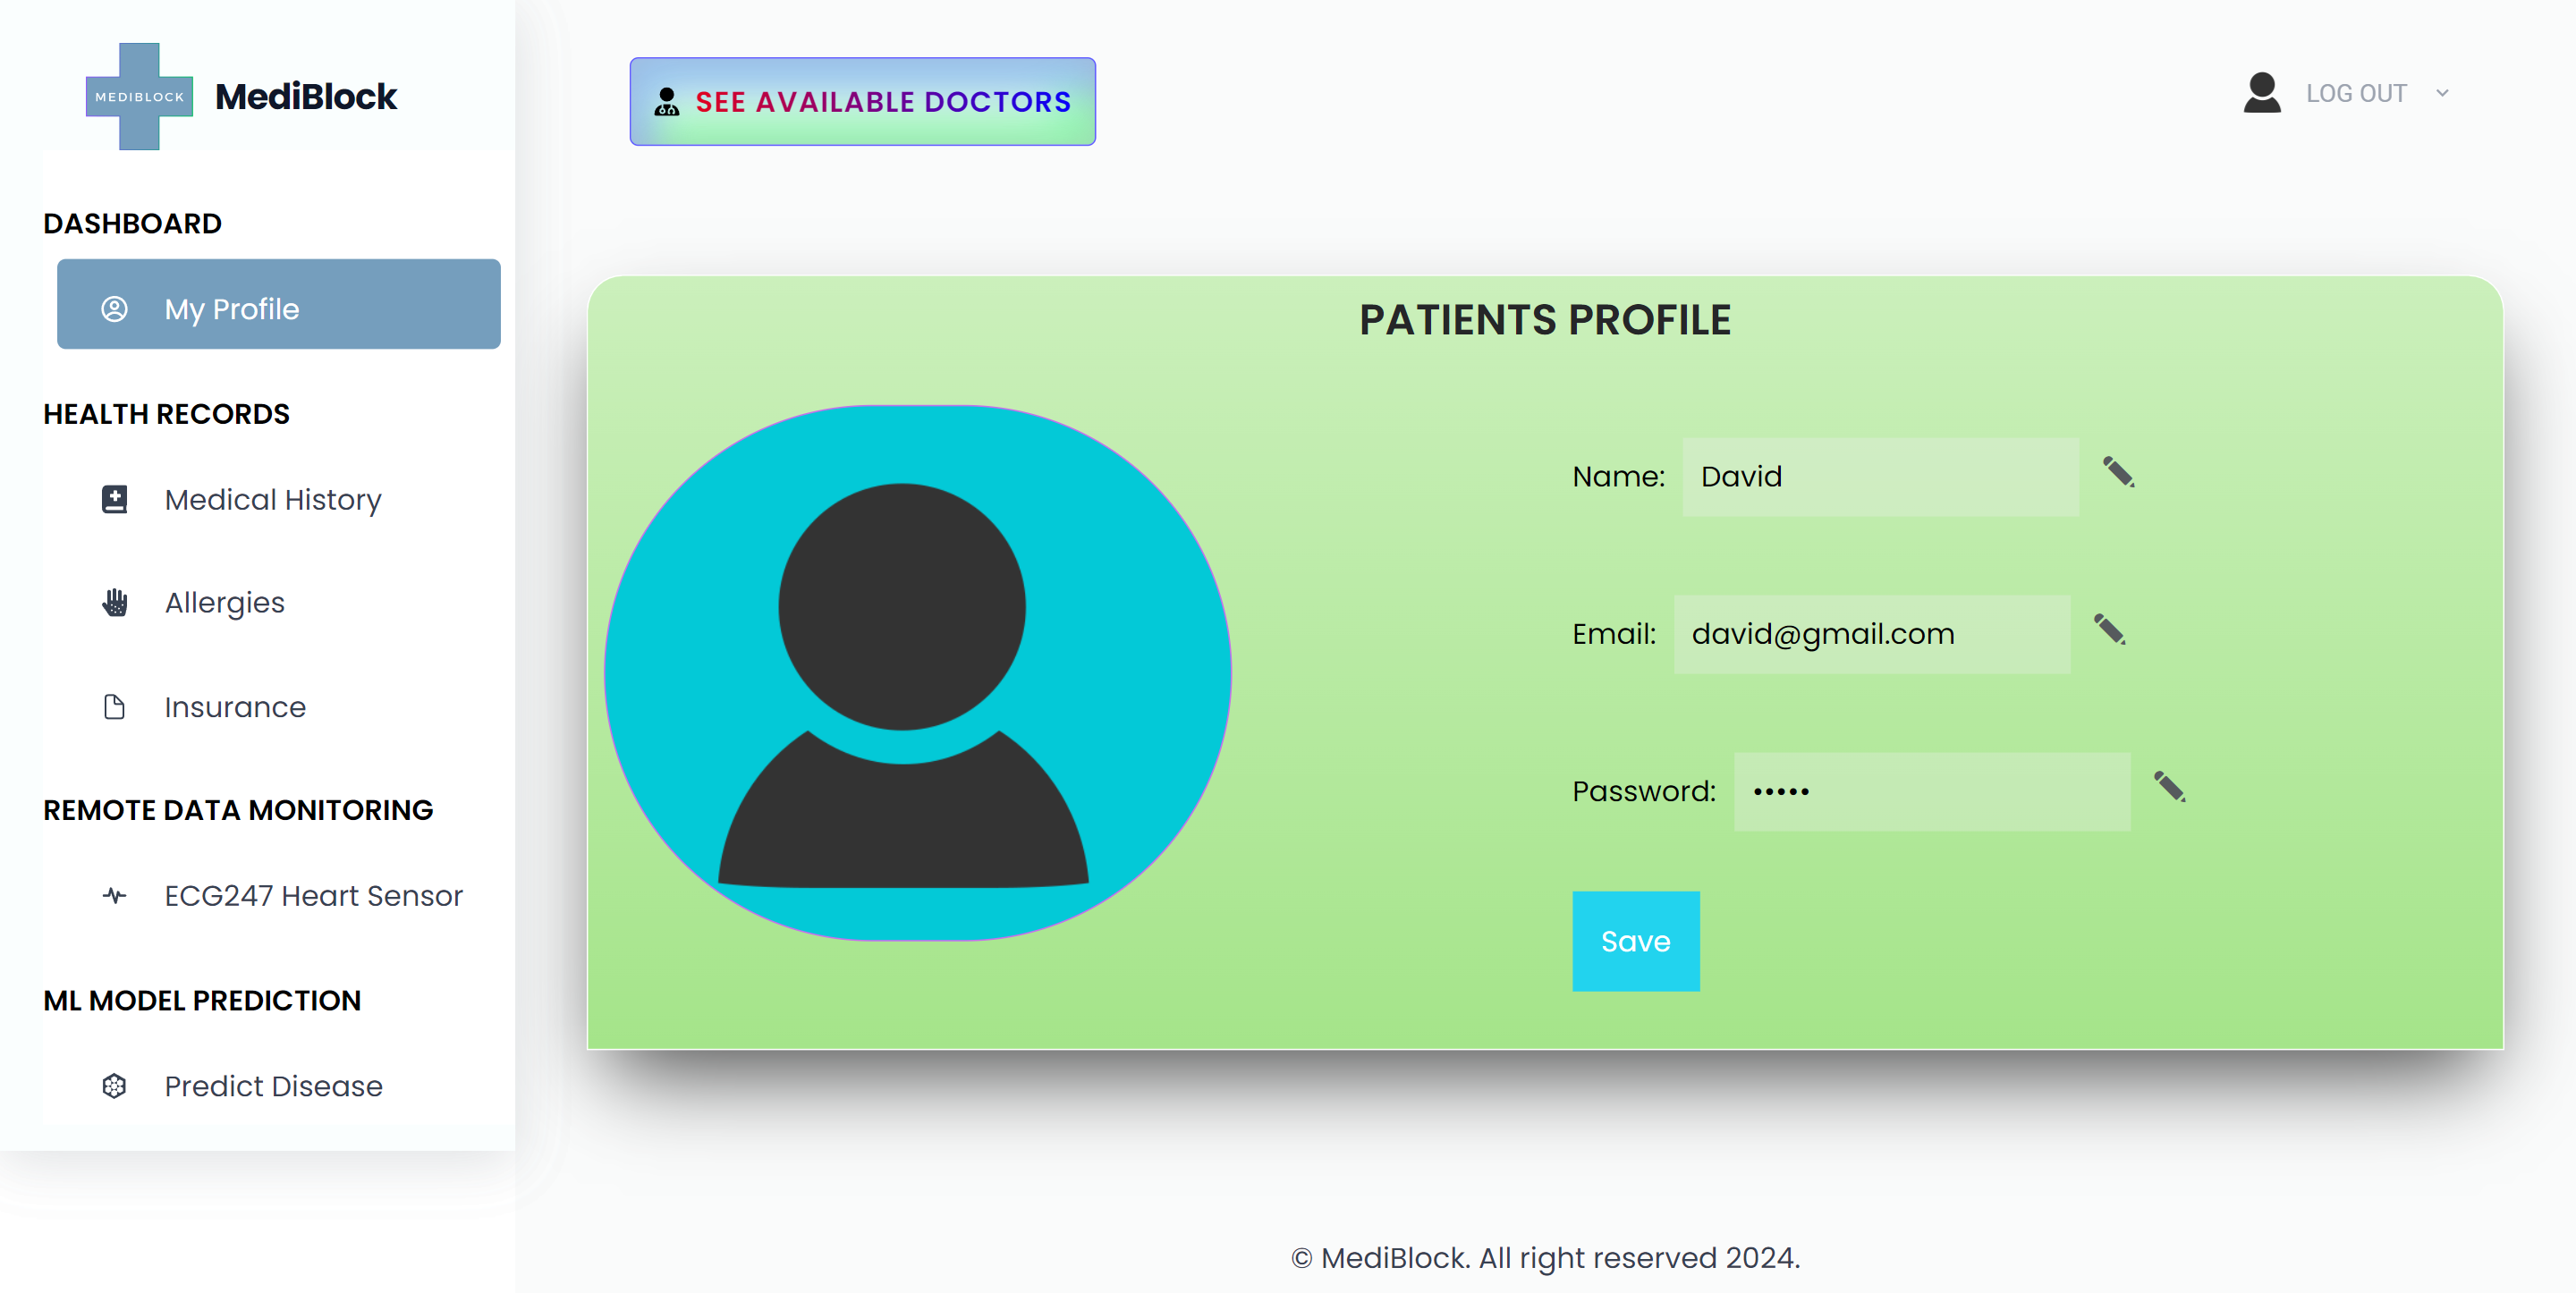 MEDIBLOCK
MediBlock
DASHBOARD
My Profile
HEALTH RECORDS
Medical History
Allergies
Insurance
REMOTE DATA MONITORING
ECG247 Heart Sensor
ML MODEL PREDICTION
Predict Disease
SEE AVAILABLE DOCTORS
LOG OUT
PATIENTS PROFILE
Name: David
Email: david@gmail.com
Password: •••••
Save
© MediBlock. All right reserved 2024.